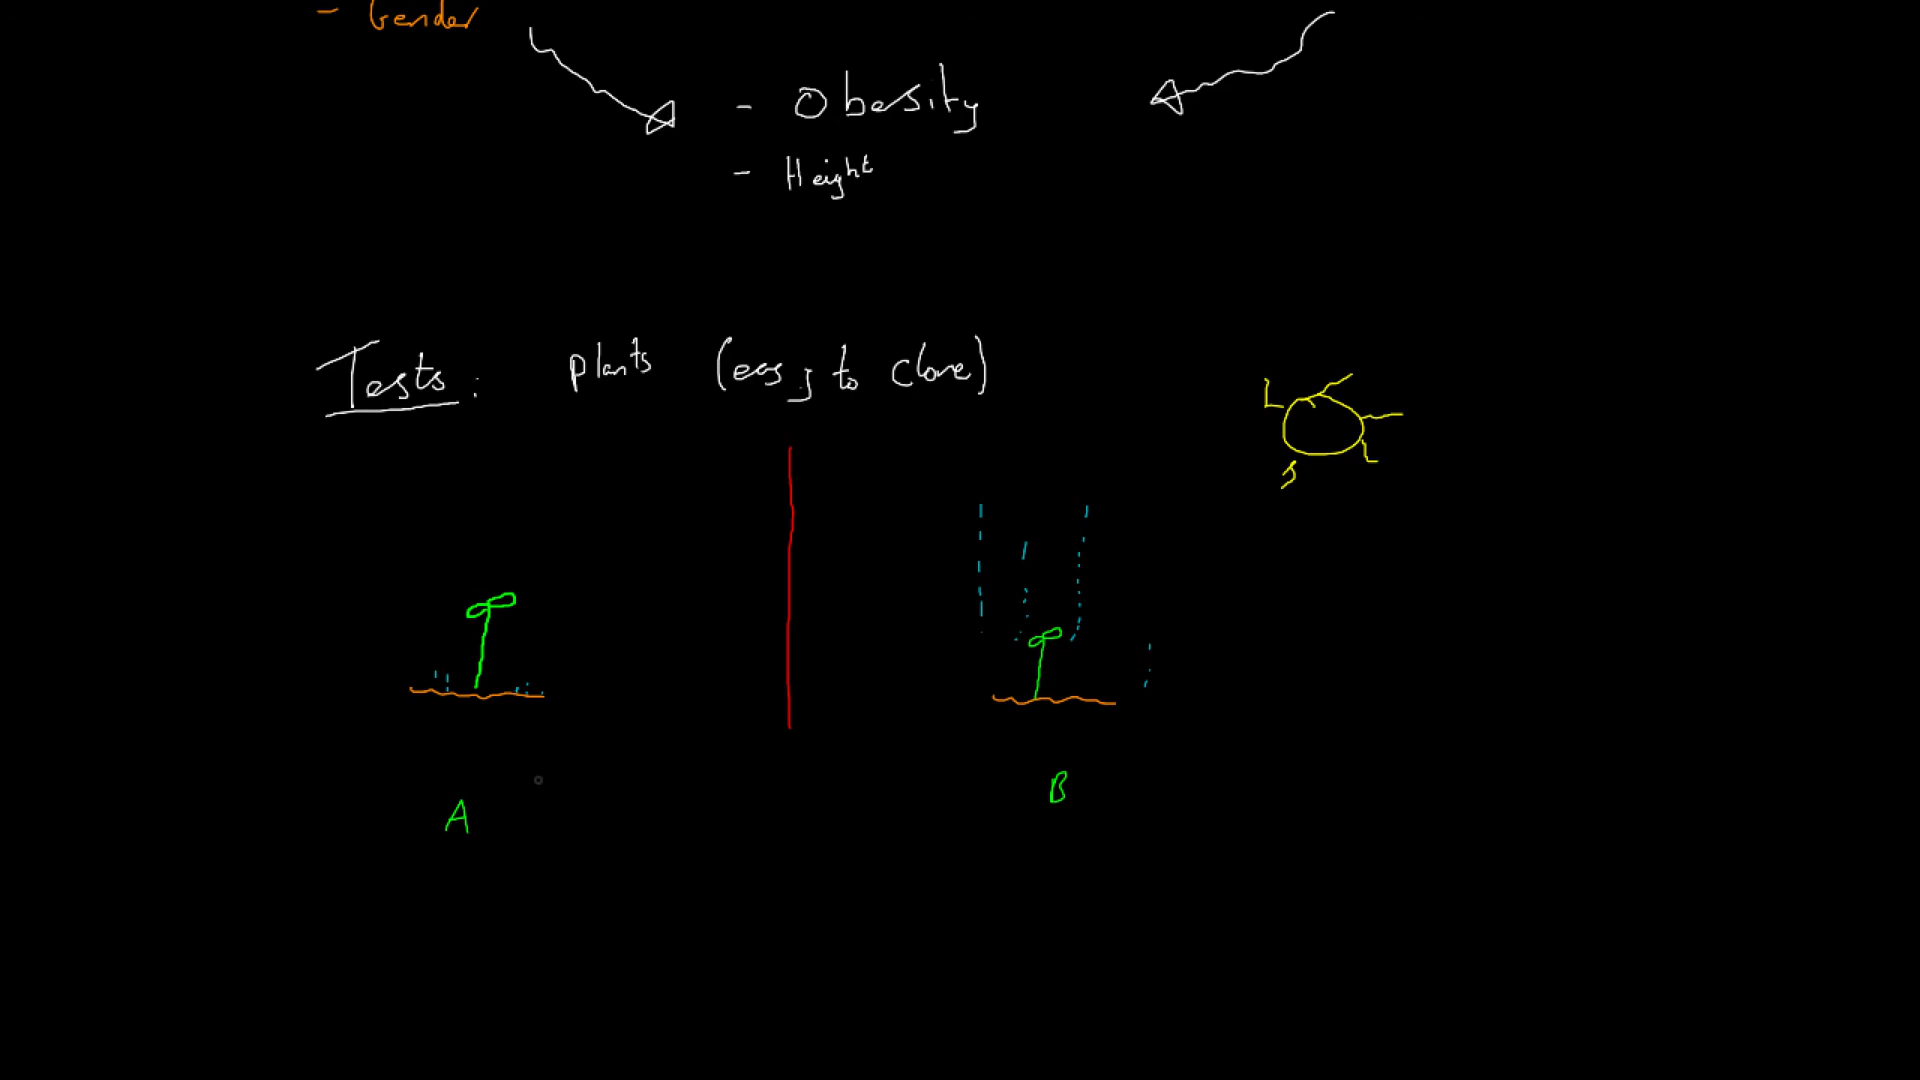 - Gender
- Obesity
- Height
Tests: plants (easy to clone)
A
B